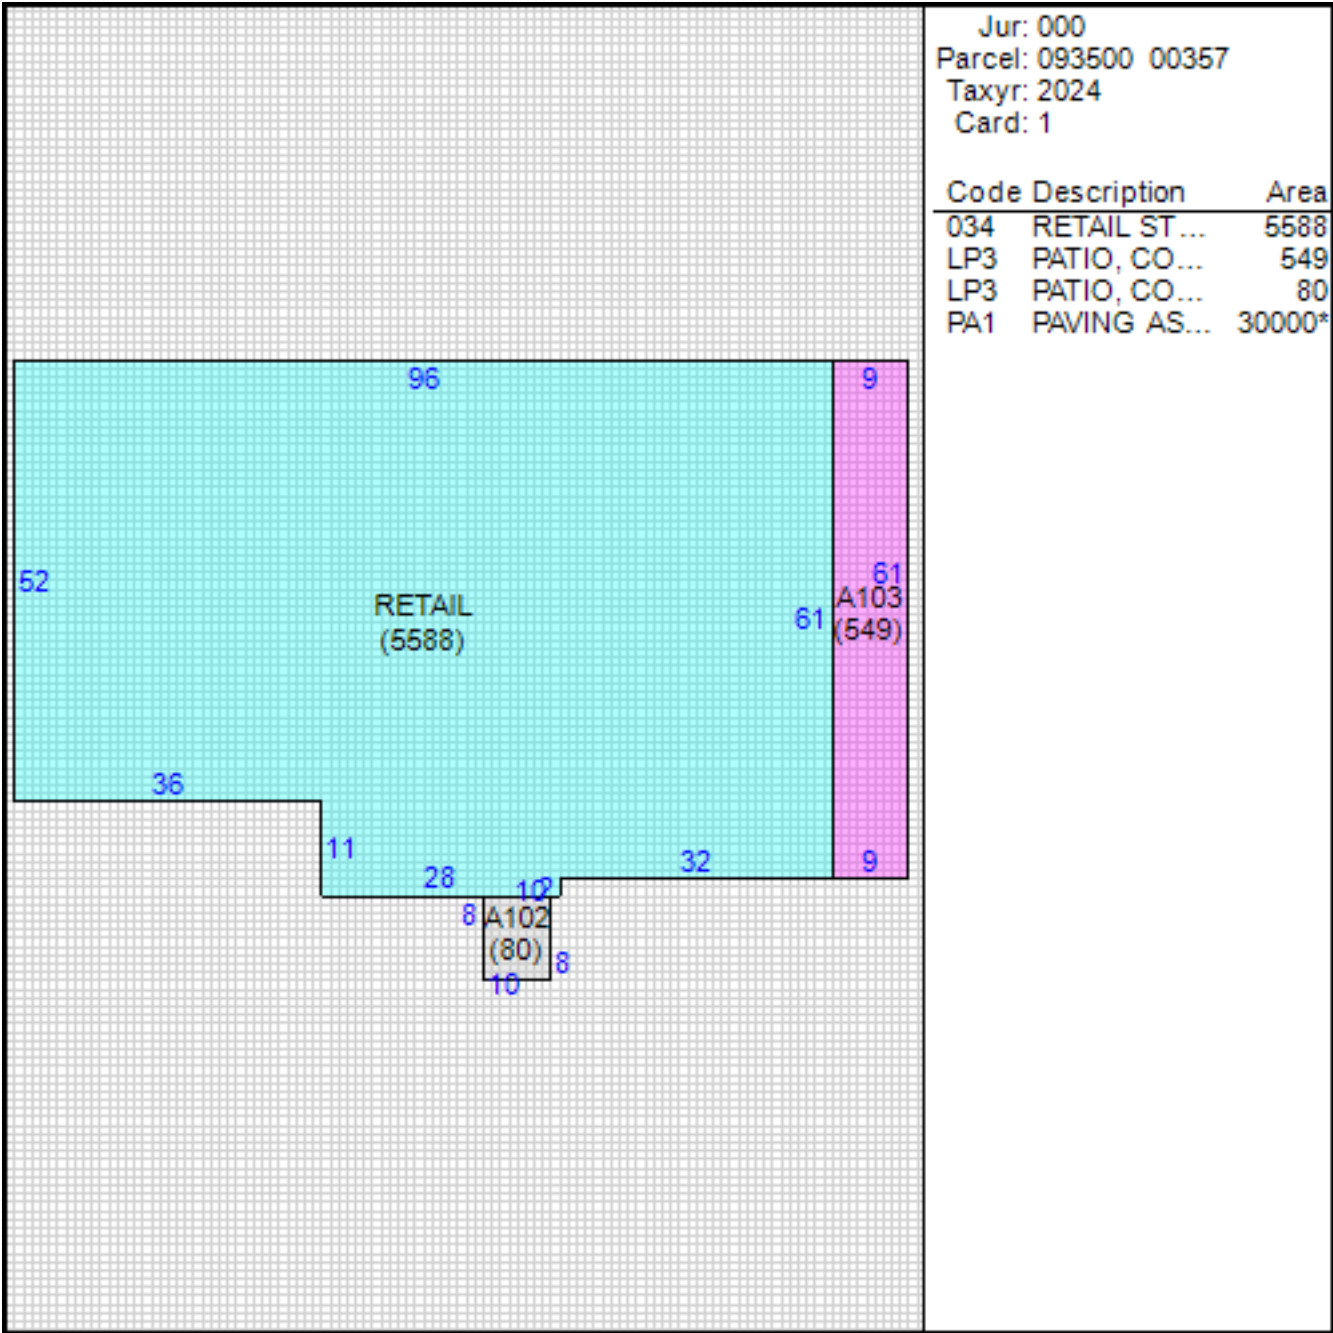 Jur: 000
Parcel: 093500 00357
Taxyr: 2024
Card: 1
Code Description Area
034 RETAIL ST... 5588
LP3 PATIO, CO... 549
LP3 PATIO, CO... 80
PA1 PAVING AS... 30000*
96
9
52
RETAIL
(5588)
61
61
A103
(549)
36
11
28
10
2
32
9
8
A102
(80)
8
10